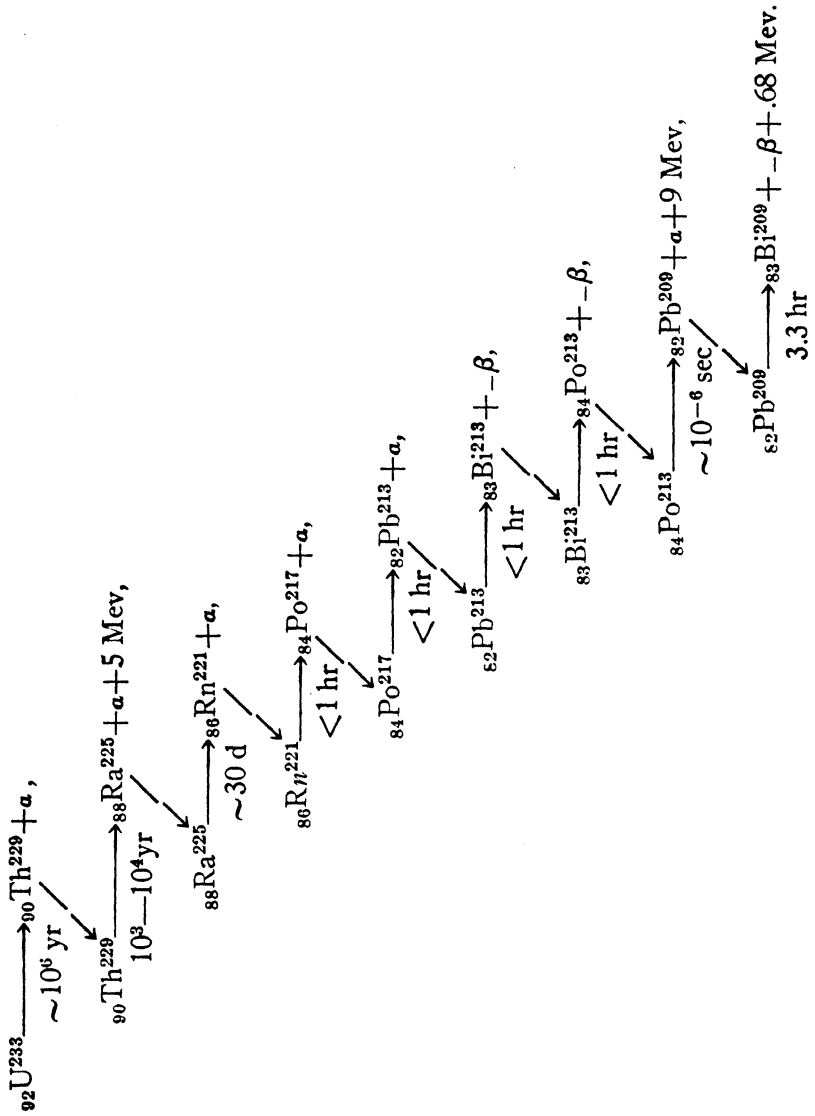 ₉₂U²³³⟶₉₀Th²²⁹+α,
∼10⁶ yr
₉₀Th²²⁹⟶₈₈Ra²²⁵+α+5 Mev,
10³—10⁴yr
₈₈Ra²²⁵⟶₈₆Rn²²¹+α,
∼30 d
₈₆Rn²²¹⟶₈₄Po²¹⁷+α,
<1 hr
₈₄Po²¹⁷⟶₈₂Pb²¹³+α,
<1 hr
₈₂Pb²¹³⟶₈₃Bi²¹³+₋β,
<1 hr
₈₃Bi²¹³⟶₈₄Po²¹³+₋β,
<1 hr
₈₄Po²¹³⟶₈₂Pb²⁰⁹+α+9 Mev,
∼10⁻⁶ sec
₈₂Pb²⁰⁹⟶₈₃Bi²⁰⁹+₋β+.68 Mev.
3.3 hr